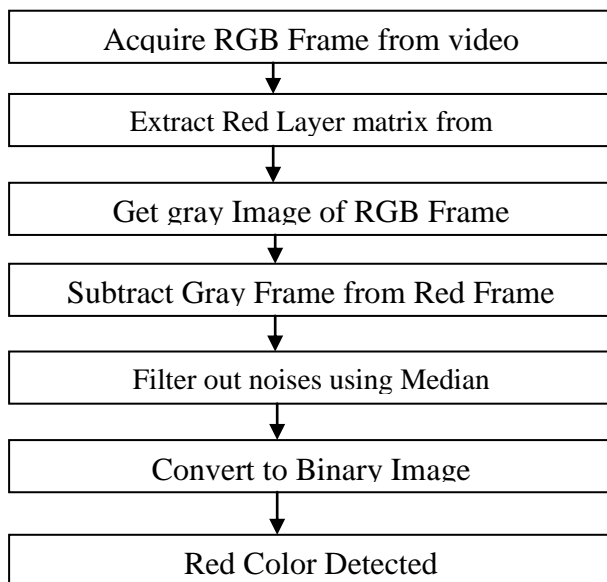 Acquire RGB Frame from video
Extract Red Layer matrix from
Get gray Image of RGB Frame
Subtract Gray Frame from Red Frame
Filter out noises using Median
Convert to Binary Image
Red Color Detected